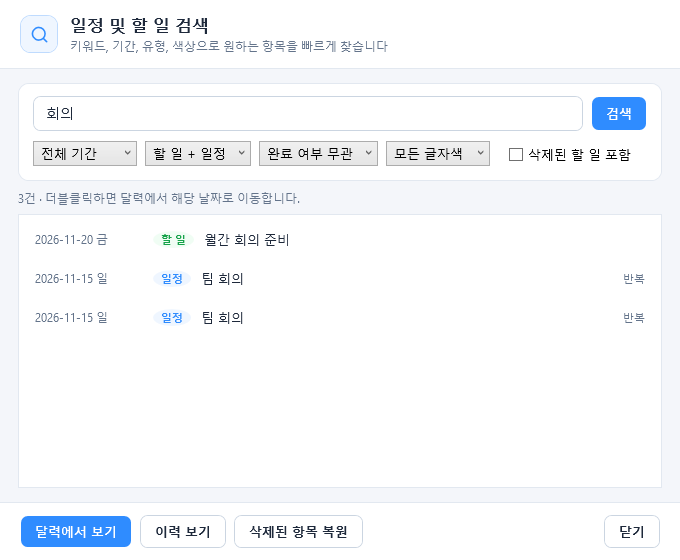 일정 및 할 일 검색
키워드, 기간, 유형, 색상으로 원하는 항목을 빠르게 찾습니다
회의
검색
전체 기간
할 일 + 일정
완료 여부 무관
모든 글자색
삭제된 할 일 포함
3건 · 더블클릭하면 달력에서 해당 날짜로 이동합니다.
2026-11-20 금 할 일 월간 회의 준비
2026-11-15 일 일정 팀 회의 반복
2026-11-15 일 일정 팀 회의 반복
달력에서 보기
이력 보기
삭제된 항목 복원
닫기